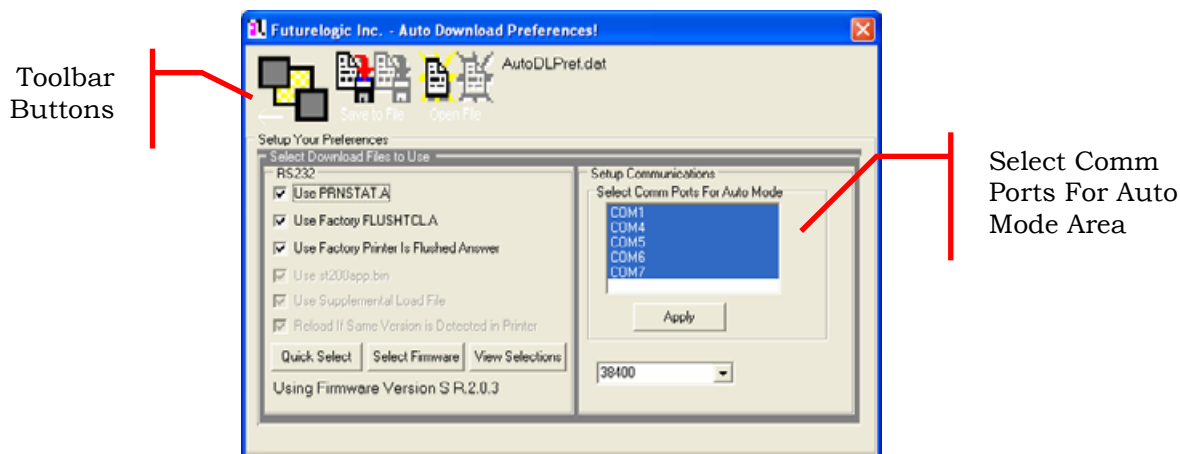 Futurelogic Inc. - Auto Download Preferences!
Toolbar
Buttons
AutoDLPref.dat
Save to File
Open File
Setup Your Preferences
Select Download Files to Use
RS232
Use PRNSTAT.A
Use Factory FLUSHTCL.A
Use Factory Printer Is Flushed Answer
Use st200app.bin
Use Supplemental Load File
Reload If Same Version is Detected in Printer
Quick Select
Select Firmware
View Selections
Using Firmware Version S R.2.0.3
Setup Communications
Select Comm Ports For Auto Mode
COM1
COM4
COM5
COM6
COM7
Apply
38400
Select Comm
Ports For Auto
Mode Area